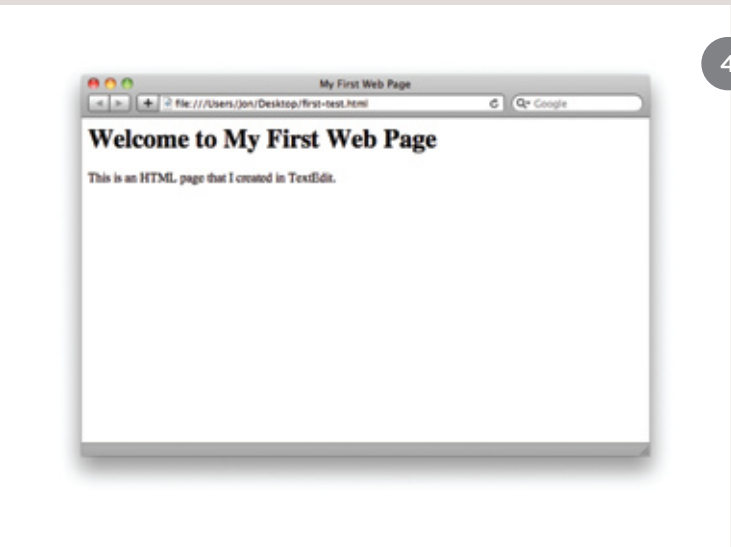 4
My First Web Page
file:///Users/Jon/Desktop/first-test.html
Google
Welcome to My First Web Page
This is an HTML page that I created in TextEdit.